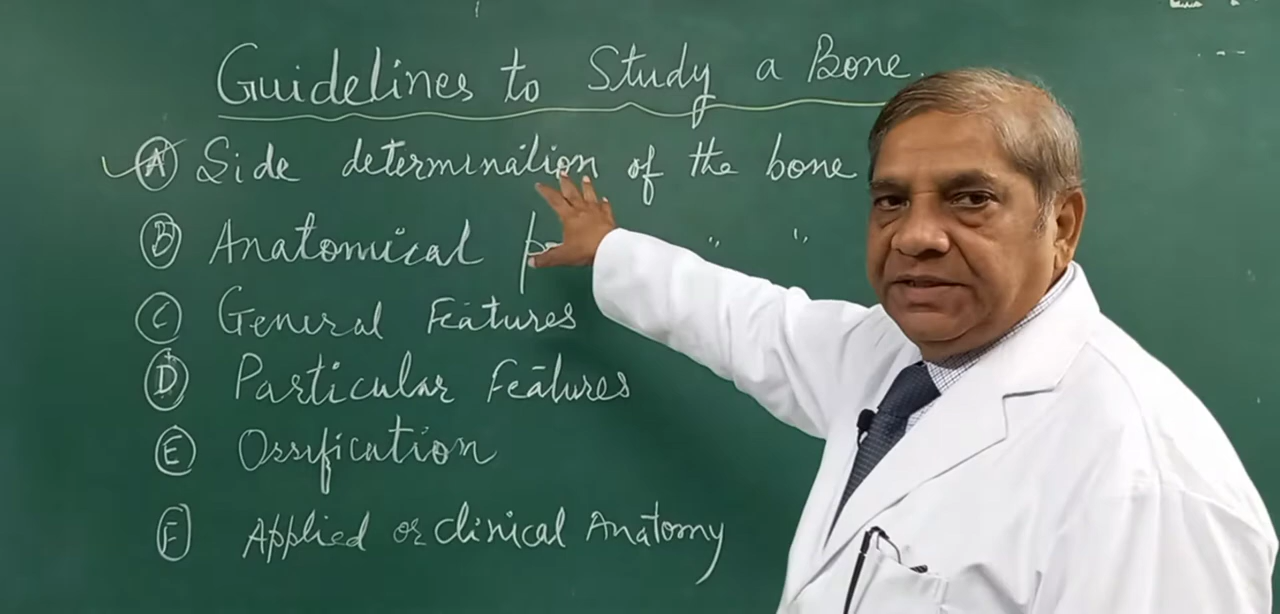 Guidelines to Study a Bone.
A Side determination of the bone
B Anatomical " "
C General Features
D Particular Features
E Ossification
F Applied or clinical Anatomy